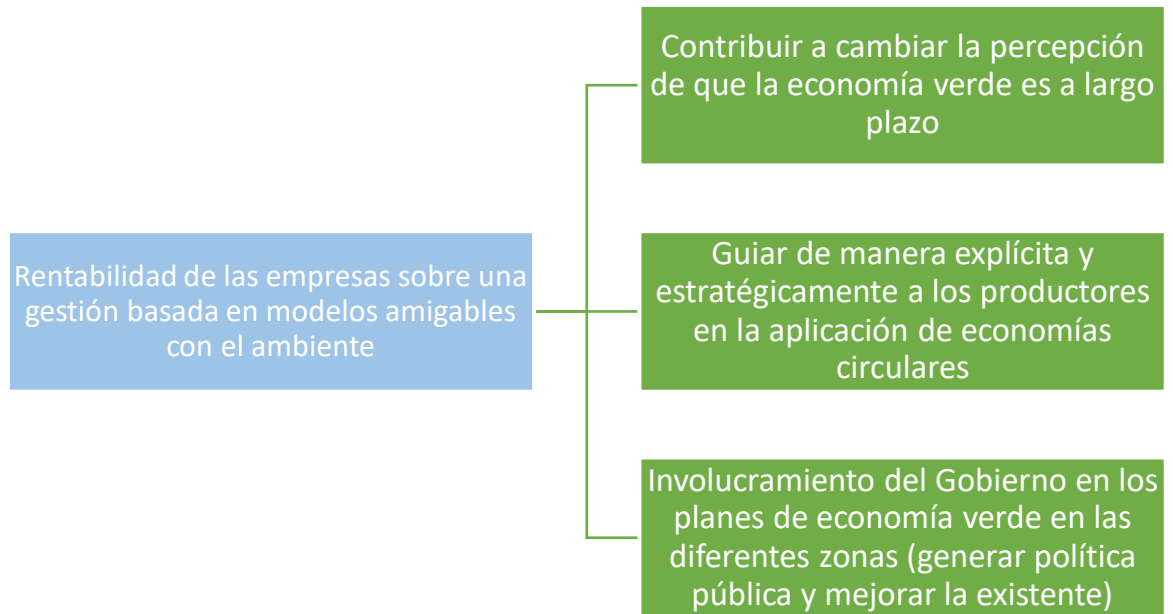 Contribuir a cambiar la percepción
de que la economía verde es a largo
plazo
Rentabilidad de las empresas sobre una
gestión basada en modelos amigables
con el ambiente
Guiar de manera explícita y
estratégicamente a los productores
en la aplicación de economías
circulares
Involucramiento del Gobierno en los
planes de economía verde en las
diferentes zonas (generar política
pública y mejorar la existente)